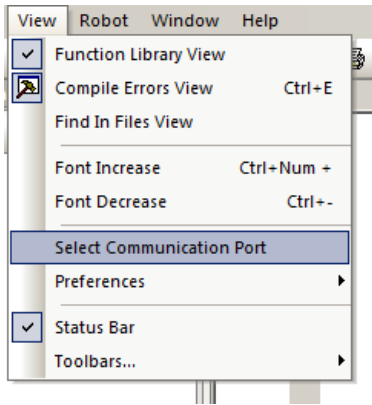 View Robot Window Help
Function Library View
Compile Errors View Ctrl+E
Find In Files View
Font Increase Ctrl+Num +
Font Decrease Ctrl+-
Select Communication Port
Preferences
Status Bar
Toolbars...